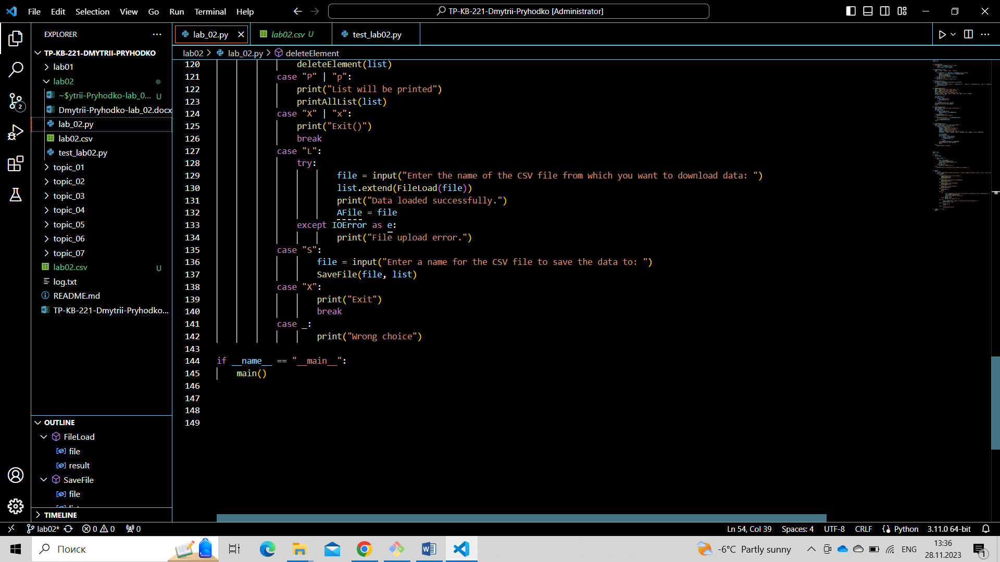 File Edit Selection View Go Run Terminal Help
TP-KB-221-Dmytrii-Pryhodko [Administrator]
EXPLORER
TP-KB-221-DMYTRII-PRYHODKO
lab01
lab02
~$ytrii-Pryhodko-lab_0... U
Dmytrii-Pryhodko-lab_02.docx
lab_02.py
lab02.csv
test_lab02.py
topic_01
topic_02
topic_03
topic_04
topic_05
topic_06
topic_07
lab02.csv U
log.txt
README.md
TP-KB-221-Dmytrii-Pryhodko...
OUTLINE
FileLoad
file
result
SaveFile
file
TIMELINE
2
lab_02.py lab02.csv U test_lab02.py
lab02 > lab_02.py > deleteElement
120 deleteElement(list)
121 case "P" | "p":
122 print("List will be printed")
123 printAllList(list)
124 case "X" | "x":
125 print("Exit()")
126 break
127 case "L":
128 try:
129 file = input("Enter the name of the CSV file from which you want to download data: ")
130 list.extend(FileLoad(file))
131 print("Data loaded successfully.")
132 AFile = file
133 except IOError as e:
134 print("File upload error.")
135 case "S":
136 file = input("Enter a name for the CSV file to save the data to: ")
137 SaveFile(file, list)
138 case "X":
139 print("Exit")
140 break
141 case _:
142 print("Wrong choice")
143
144 if __name__ == "__main__":
145 main()
146
147
148
149
lab02* 0 0 0
Ln 54, Col 39 Spaces: 4 UTF-8 CRLF Python 3.11.0 64-bit
Поиск
-6°C Partly sunny
ENG
13:36
28.11.2023
1